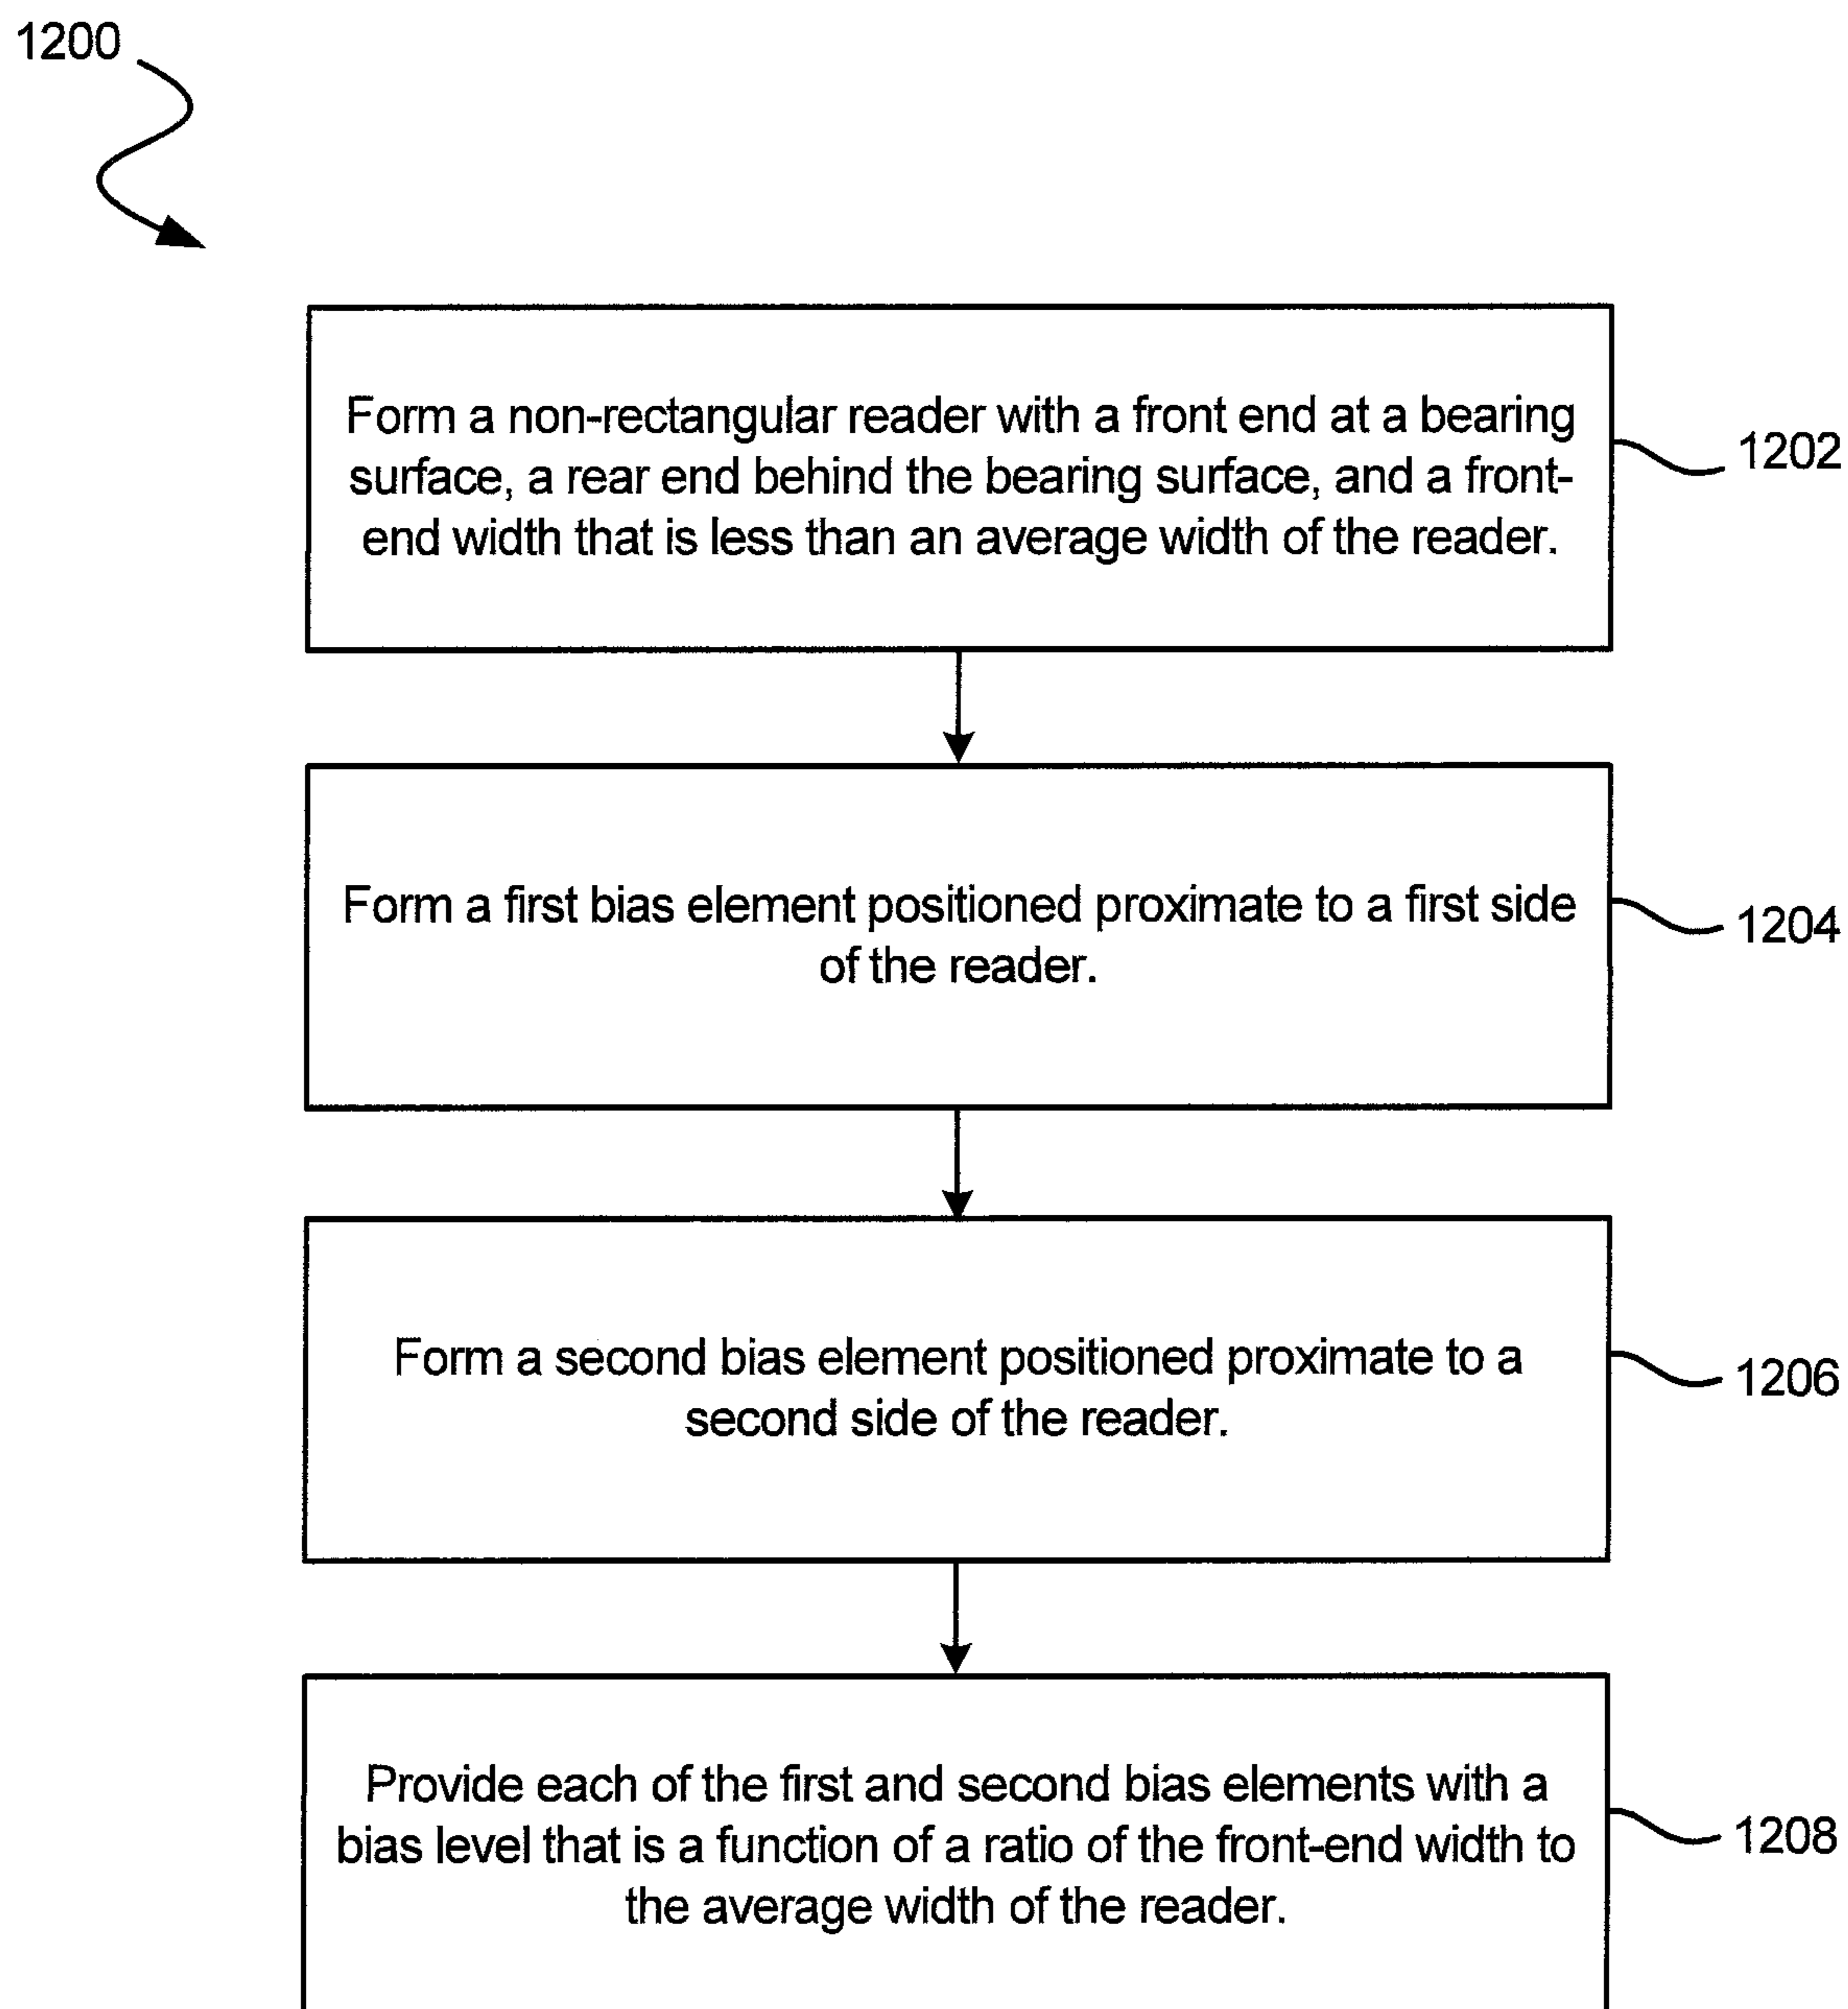 1200
Form a non-rectangular reader with a front end at a bearing
surface, a rear end behind the bearing surface, and a front-
end width that is less than an average width of the reader.
1202
Form a first bias element positioned proximate to a first side
of the reader.
1204
Form a second bias element positioned proximate to a
second side of the reader.
1206
Provide each of the first and second bias elements with a
bias level that is a function of a ratio of the front-end width to
the average width of the reader.
1208